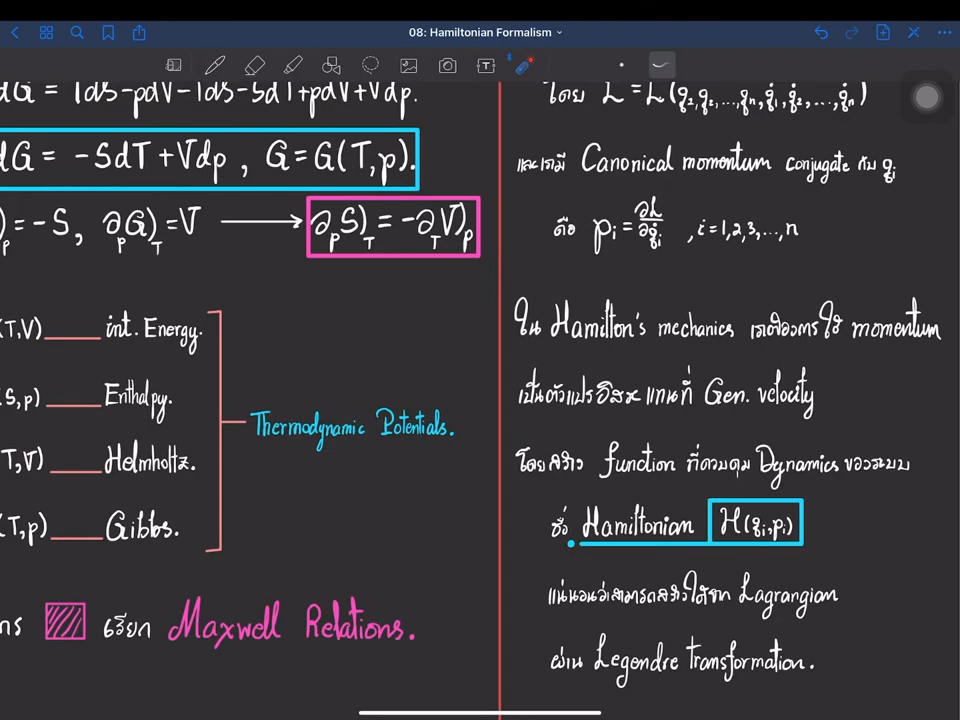 08: Hamiltonian Formalism
dG = TdS-pdV-TdS-SdT+pdV+Vdp.
dG = -SdT+Vdp , G=G(T,p).
)p = -S, ∂pG)T = V → ∂pS)T = -∂TV)p
(T,V) int. Energy.
(S,p) Enthalpy.
T,V) Helmholtz.
(T,p) Gibbs.
Thermodynamic Potentials.
การ เรียก Maxwell Relations.
โดย L = L(q1,q2,...,qn,q̇1,q̇2,...,q̇n)
และเรามี Canonical momentum conjugate กับ qi
คือ pi = ∂L/∂q̇i , i=1,2,3,...,n
ใน Hamilton's mechanics เราต้องการใช้ momentum
เป็นตัวแปรอิสระแทนที่ Gen. velocity
โดยสร้าง function ที่ควบคุม Dynamics ของระบบ
ชื่อ Hamiltonian H(qi,pi)
แน่นอนว่าสามารถสร้างได้จาก Lagrangian
ผ่าน Legendre transformation.